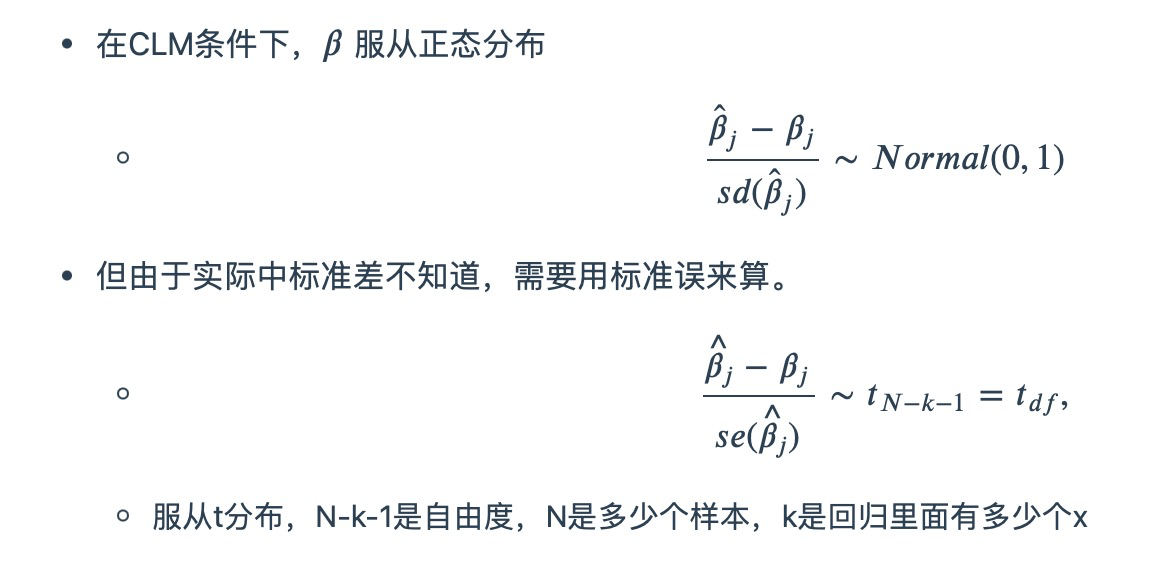 • 在CLM条件下，β 服从正态分布
◦ $\frac{\hat{\beta}_j - \beta_j}{sd(\hat{\beta}_j)} \sim Normal(0, 1)$
• 但由于实际中标准差不知道，需要用标准误来算。
◦ $\frac{\hat{\beta}_j - \beta_j}{se(\hat{\beta}_j)} \sim t_{N-k-1} = t_{df},$
◦ 服从t分布，N-k-1是自由度，N是多少个样本，k是回归里面有多少个x